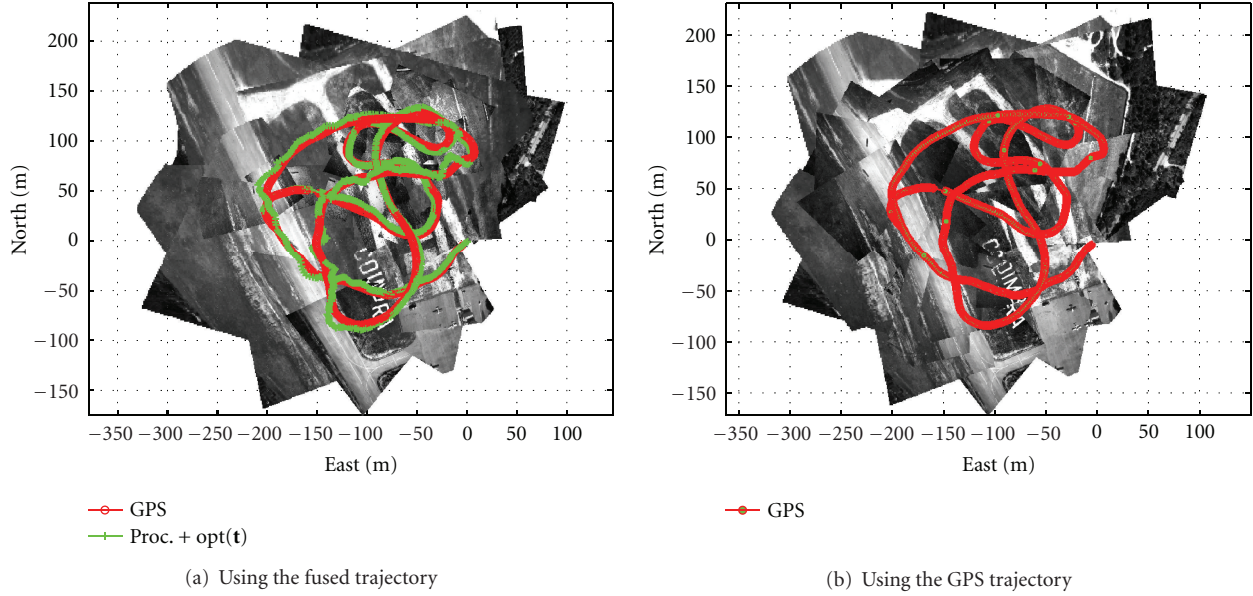 200
150
100
50
0
−50
−100
−150
North (m)
−350 −300 −250 −200 −150 −100 −50 0 50 100
East (m)
GPS
Proc. + opt(t)
(a) Using the fused trajectory
200
150
100
50
0
−50
−100
−150
North (m)
−350 −300 −250 −200 −150 −100 −50 0 50 100
East (m)
GPS
(b) Using the GPS trajectory